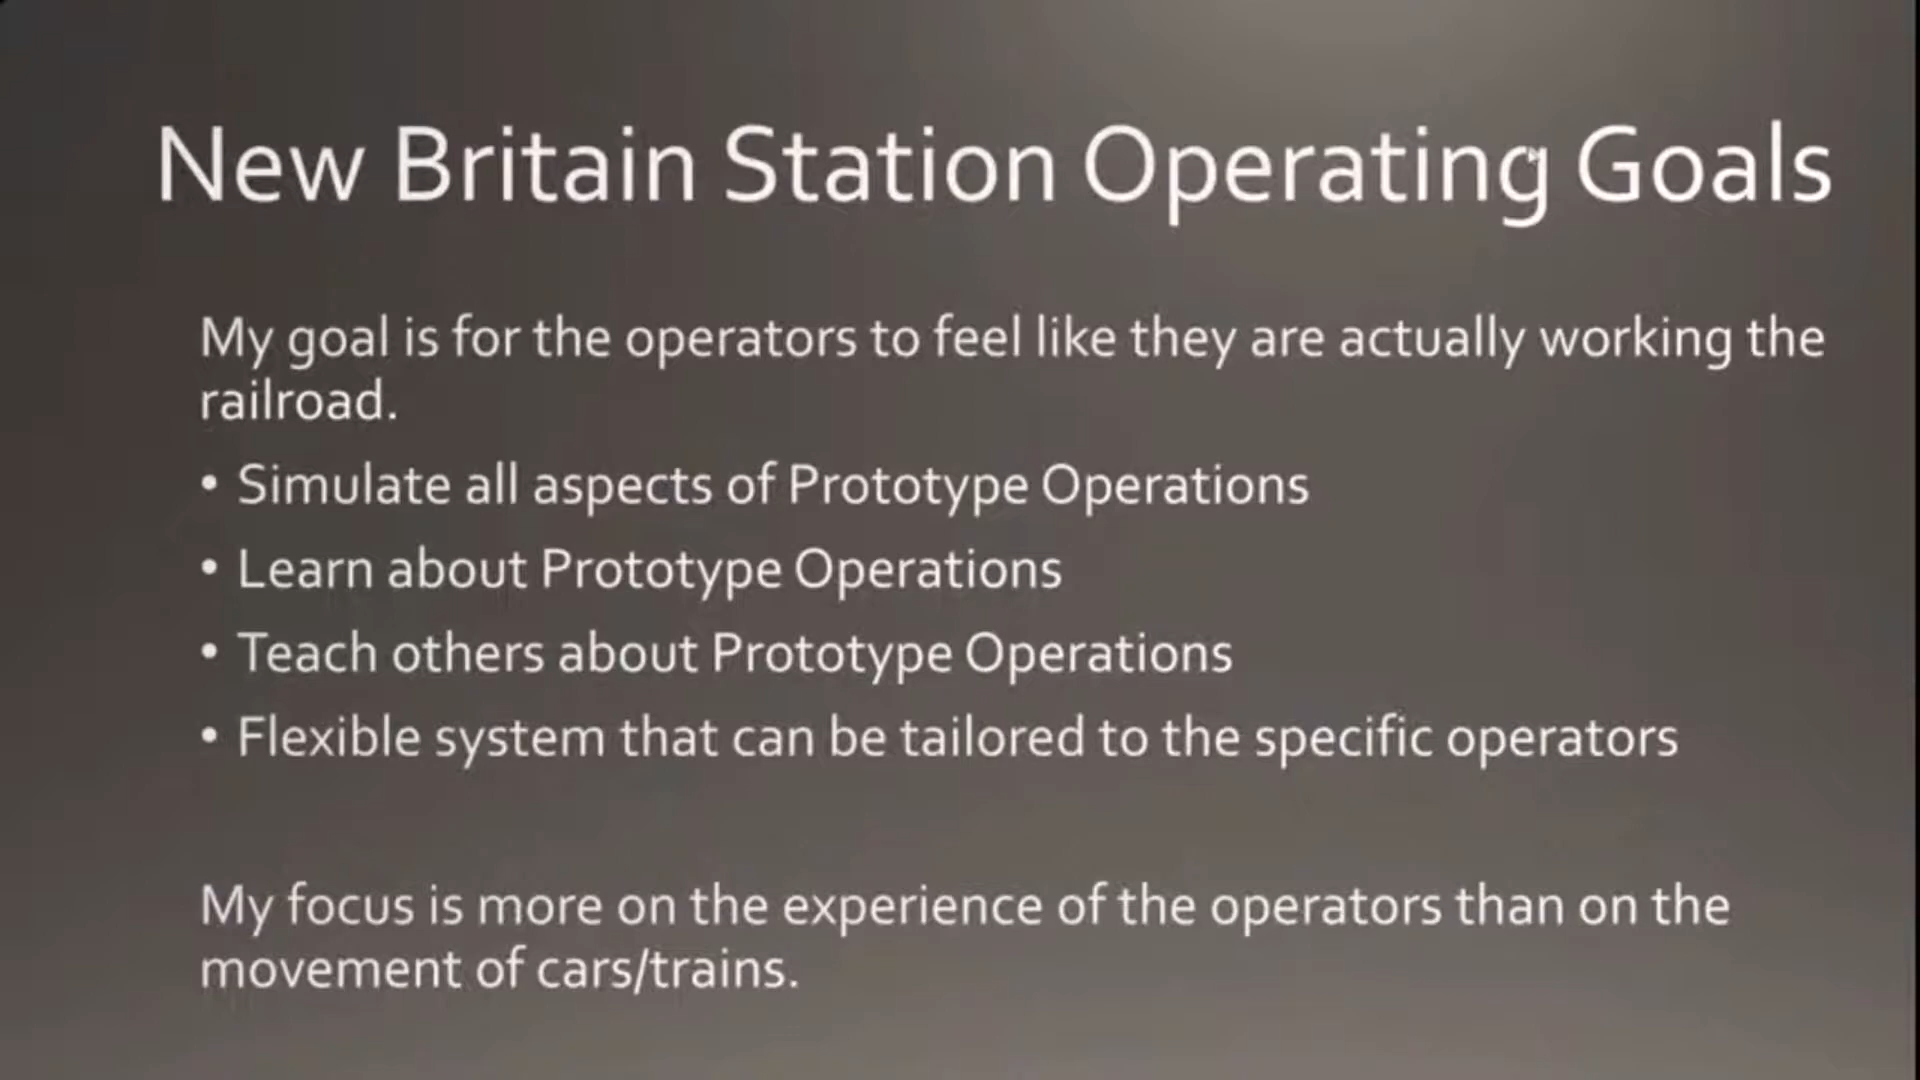 New Britain Station Operating Goals
My goal is for the operators to feel like they are actually working the
railroad.
• Simulate all aspects of Prototype Operations
• Learn about Prototype Operations
• Teach others about Prototype Operations
• Flexible system that can be tailored to the specific operators
My focus is more on the experience of the operators than on the
movement of cars/trains.